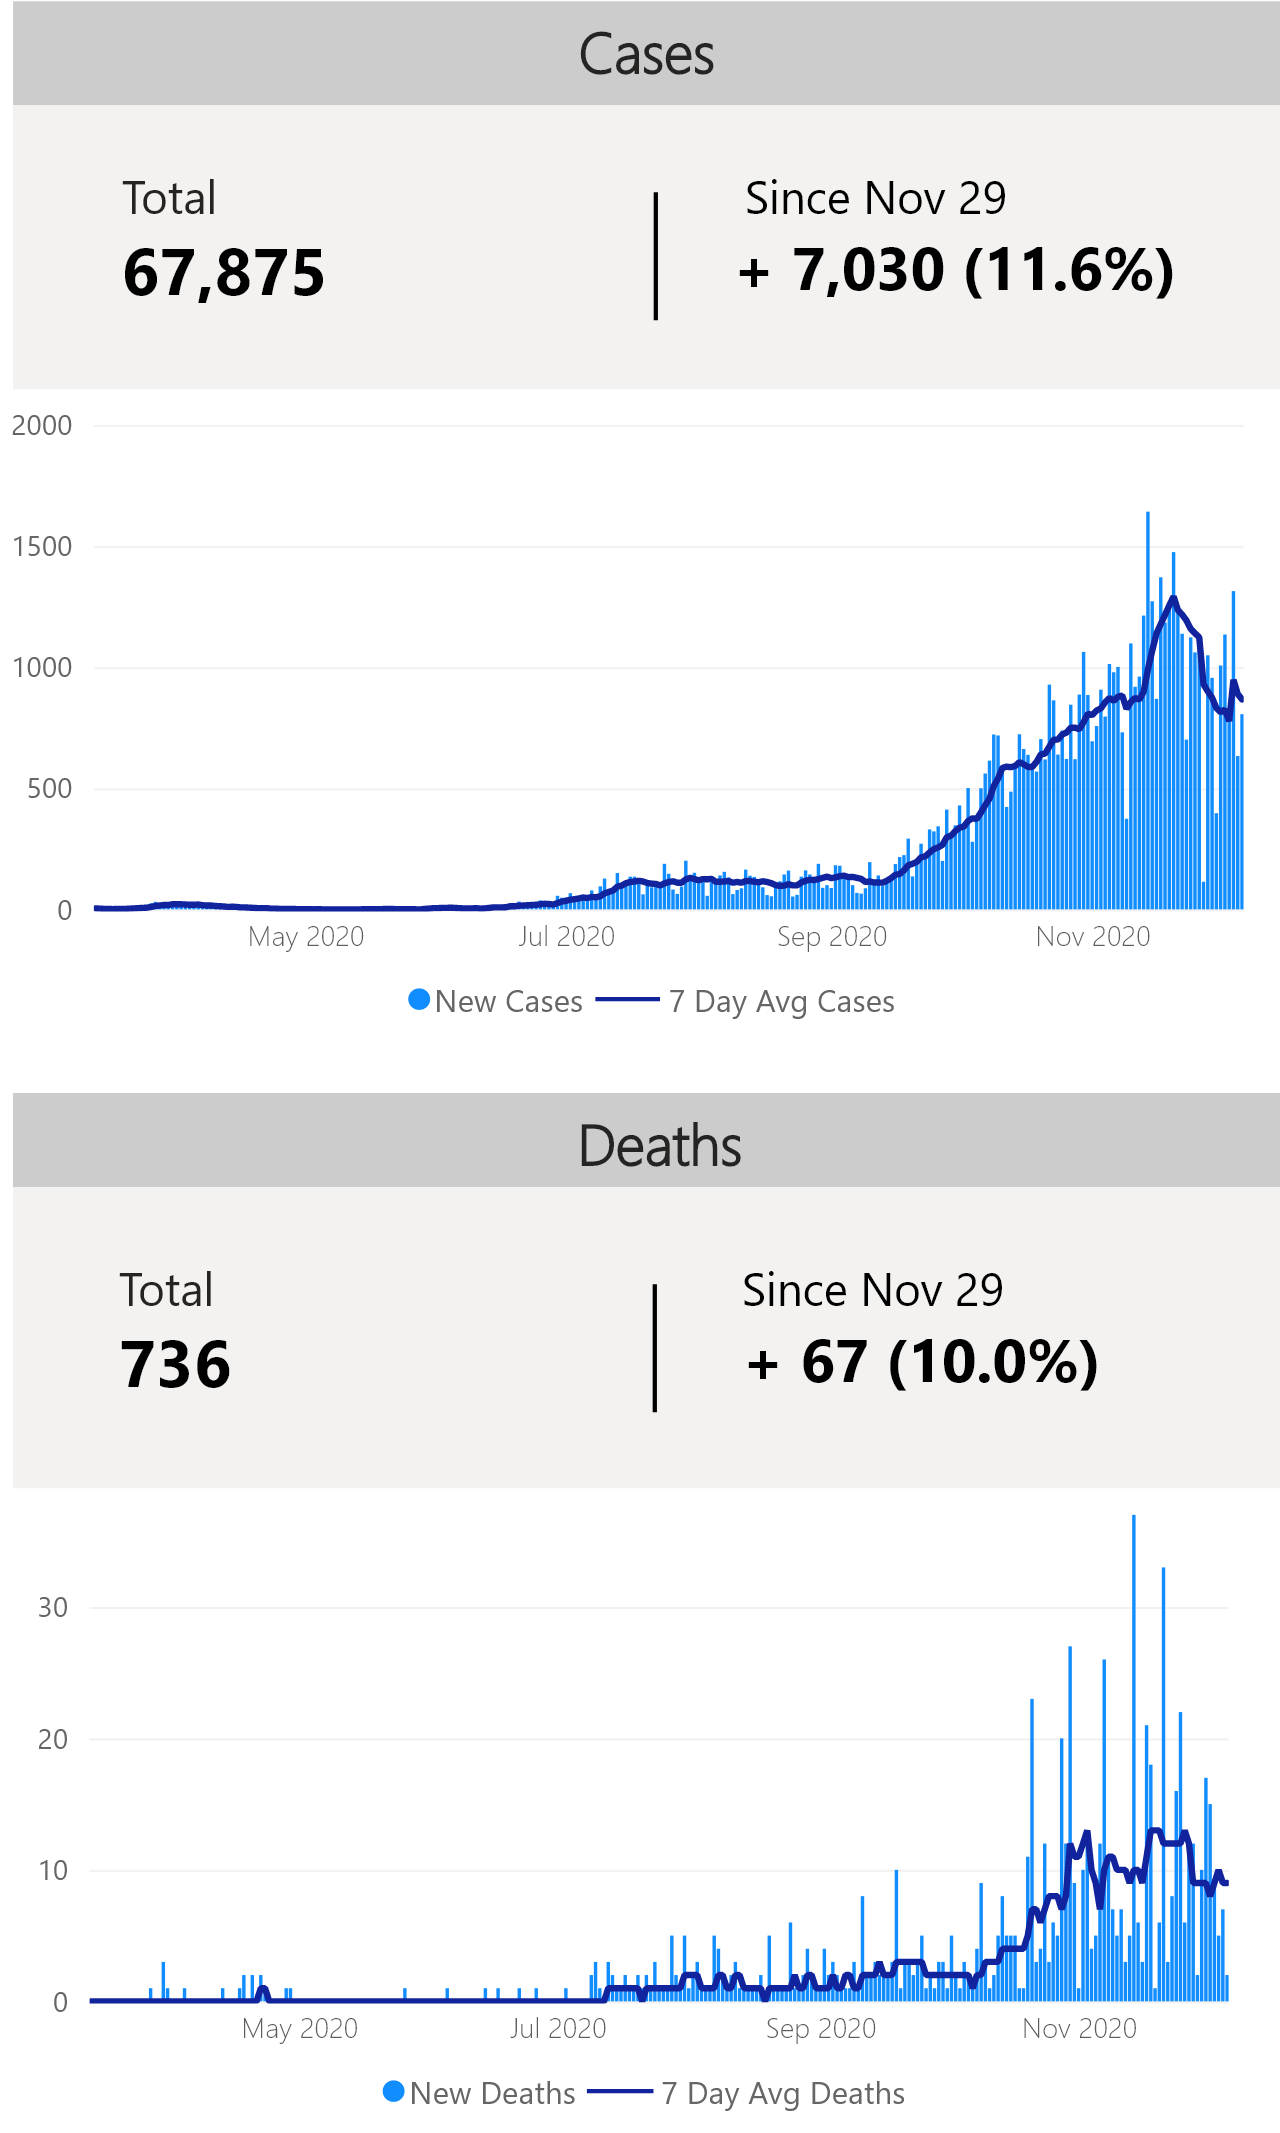 Cases
Total
Since Nov 29
67,875
+ 7,030 (11.6%)
2000
1500
1000
500
0
May 2020
Jul 2020
Sep 2020
Nov 2020
New Cases
7 Day Avg Cases
Deaths
Total
Since Nov 29
736
+ 67 (10.0%)
30
20
10
0
May 2020
Jul 2020
Sep 2020
Nov 2020
New Deaths
7 Day Avg Deaths